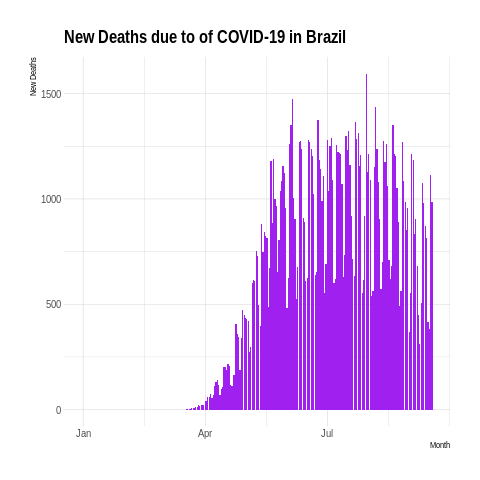 New Deaths due to of COVID-19 in Brazil
New Deaths
1500
1000
500
0
Jan Apr Jul
Month